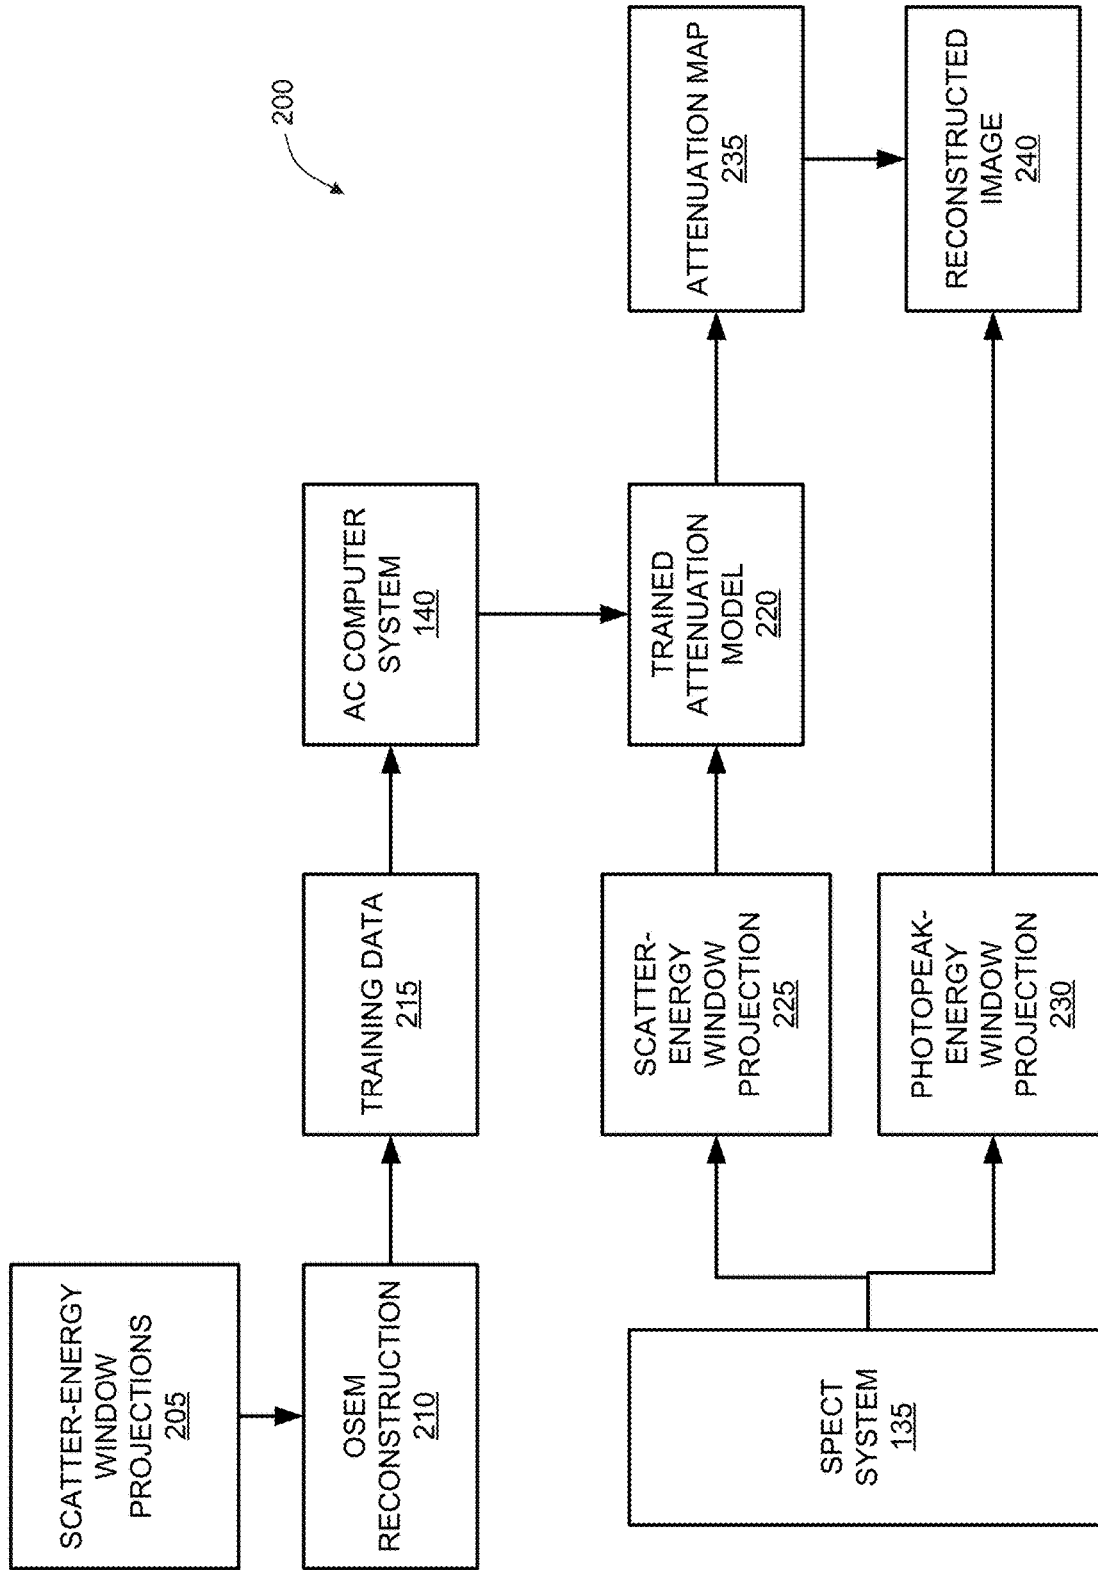 200
SCATTER-ENERGY
WINDOW
PROJECTIONS
205
OSEM
RECONSTRUCTION
210
TRAINING DATA
215
AC COMPUTER
SYSTEM
140
SPECT
SYSTEM
135
SCATTER-
ENERGY
WINDOW
PROJECTION
225
TRAINED
ATTENUATION
MODEL
220
ATTENUATION MAP
235
PHOTOPEAK-
ENERGY
WINDOW
PROJECTION
230
RECONSTRUCTED
IMAGE
240